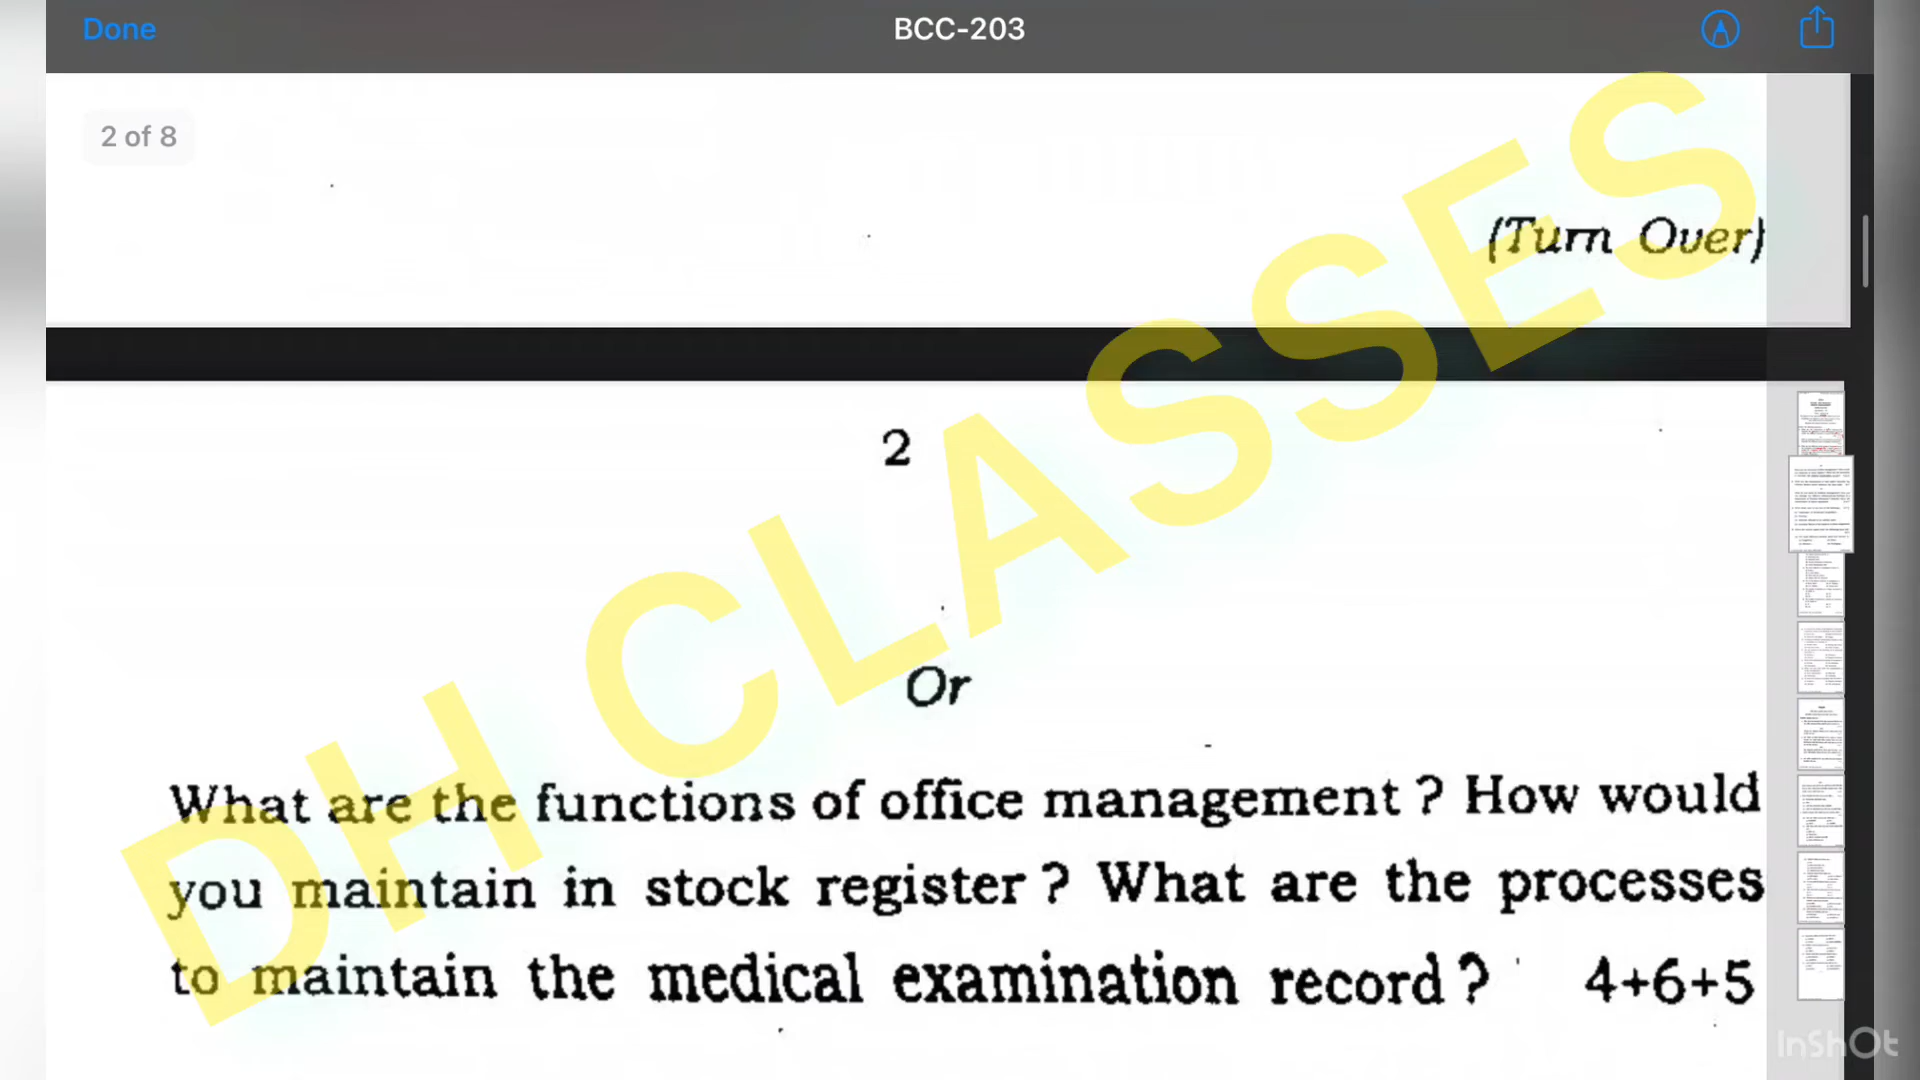 Done
BCC-203
2 of 8
(Turn Over)
2
Or
What are the functions of office management ? How would
you maintain in stock register ? What are the processes
to maintain the medical examination record ? 4+6+5
DH CLASSES
InShOt